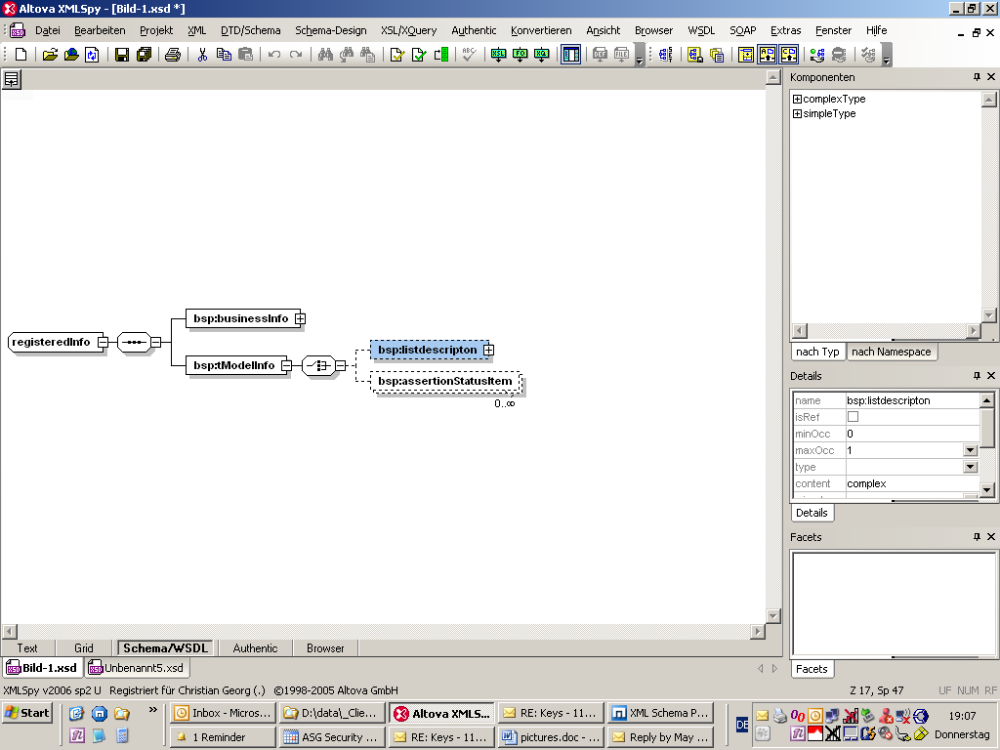 Altova XMLSpy - [Bild-1.xsd *]
Datei Bearbeiten Projekt XML DTD/Schema Schema-Design XSL/XQuery Authentic Konvertieren Ansicht Browser WSDL SOAP Extras Fenster Hilfe
ABC XSL FO XQ
Komponenten
complexType
simpleType
nach Typ nach Namespace
registeredInfo
bsp:businessInfo
bsp:tModelInfo
bsp:listdescripton
bsp:assertionStatusItem
0..∞
Details
name bsp:listdescripton
isRef
minOcc 0
maxOcc 1
type
content complex
Details
Facets
Facets
Text Grid Schema/WSDL Authentic Browser
Bild-1.xsd Unbenannt5.xsd
XMLSpy v2006 sp2 U Registriert für Christian Georg (.) ©1998-2005 Altova GmbH Z 17, Sp 47 UF NUM RF
Start » Inbox - Micros... D:\data\_Clie... Altova XMLS... RE: Keys - 11... XML Schema P... DE 19:07
1 Reminder ASG Security ... RE: Keys - 11... pictures.doc - ... Reply by May ... Donnerstag